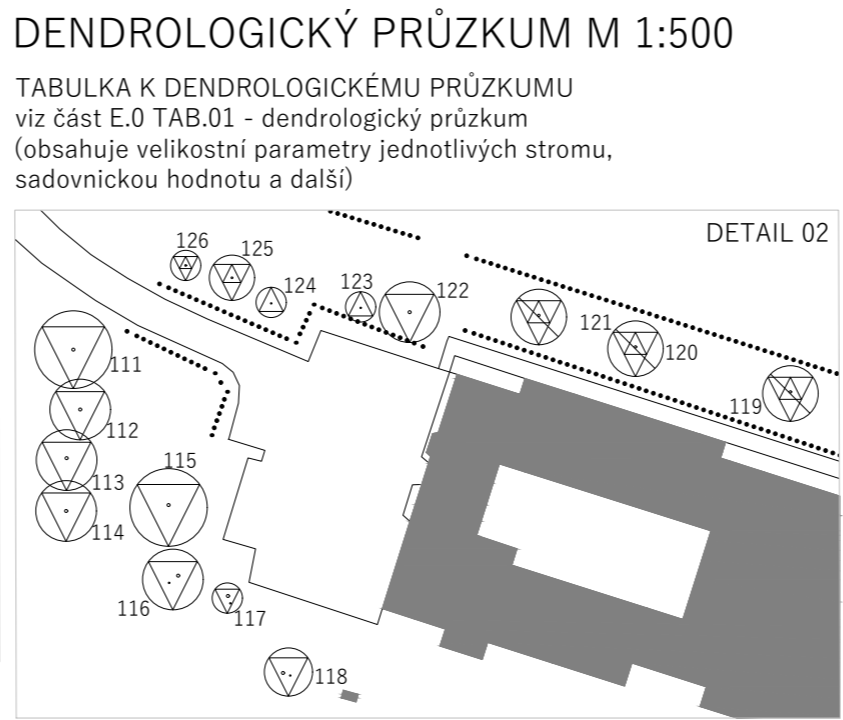 DENDROLOGICKÝ PRŮZKUM M 1:500
TABULKA K DENDROLOGICKÉMU PRŮZKUMU
viz část E.0 TAB.01 - dendrologický průzkum
(obsahuje velikostní parametry jednotlivých stromu,
sadovnickou hodnotu a další)
DETAIL 02
126
125
124
123
122
121
120
119
111
112
113
114
115
116
117
118